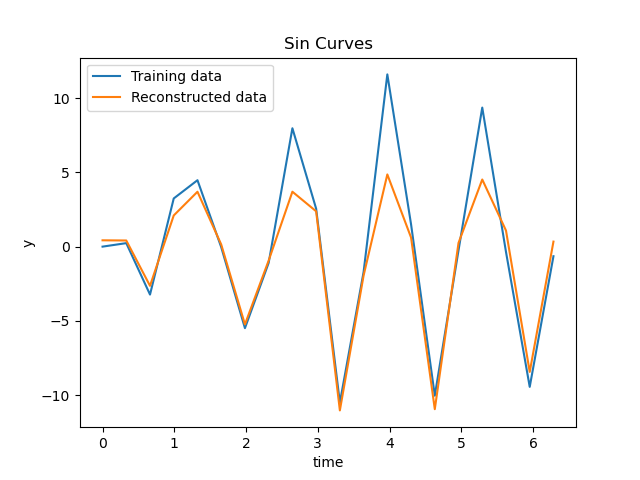 Sin Curves
Training data
Reconstructed data
10
5
0
−5
−10
y
0 1 2 3 4 5 6
time